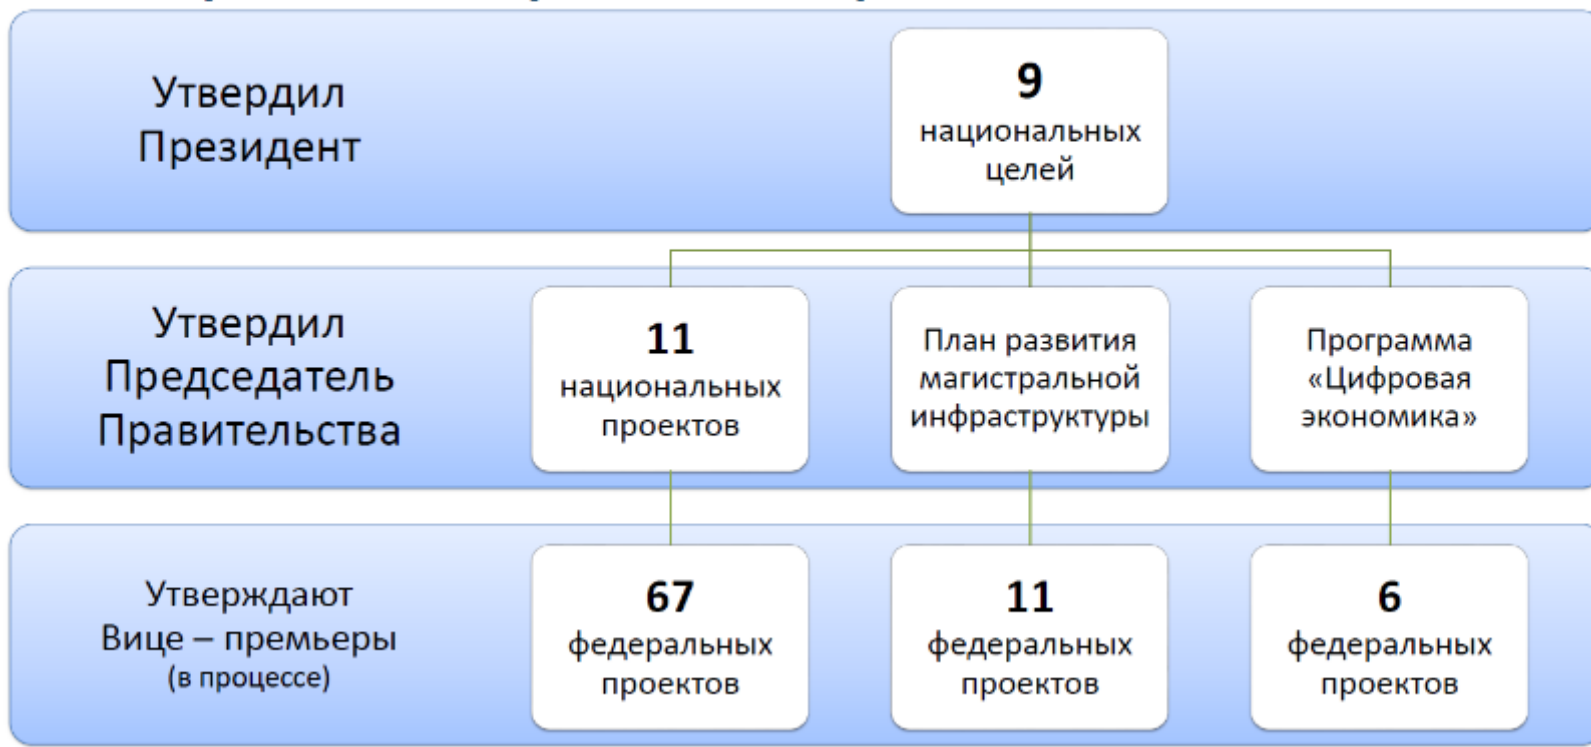 Утвердил
Президент
9
национальных
целей
Утвердил
Председатель
Правительства
11
национальных
проектов
План развития
магистральной
инфраструктуры
Программа
«Цифровая
экономика»
Утверждают
Вице – премьеры
(в процессе)
67
федеральных
проектов
11
федеральных
проектов
6
федеральных
проектов